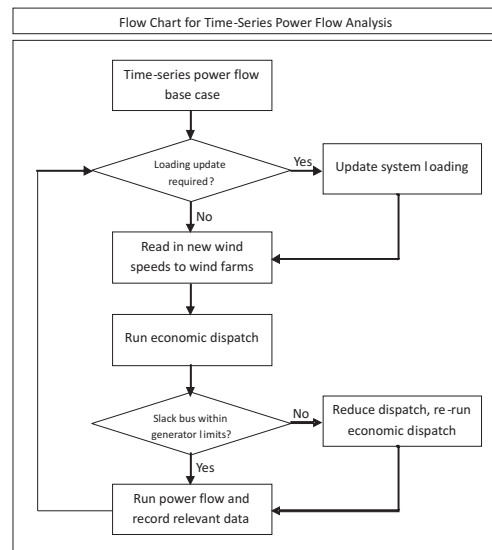 Flow Chart for Time-Series Power Flow Analysis
Time-series power flow
base case
Loading update
required?
Yes
Update system loading
No
Read in new wind
speeds to wind farms
Run economic dispatch
Slack bus within
generator limits?
No
Reduce dispatch, re-run
economic dispatch
Yes
Run power flow and
record relevant data